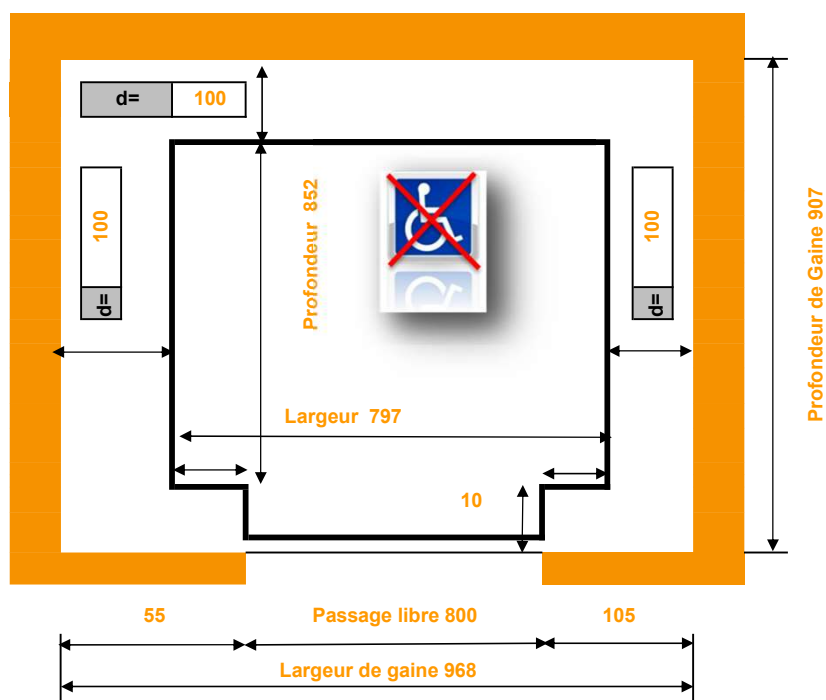 d= 100
100
d=
Profondeur 852
100
d=
Profondeur de Gaine 907
Largeur 797
10
55
Passage libre 800
105
Largeur de gaine 968